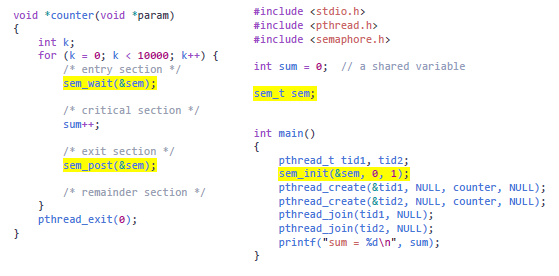 void *counter(void *param)
{
    int k;
    for (k = 0; k < 10000; k++) {
        /* entry section */
        sem_wait(&sem);

        /* critical section */
        sum++;

        /* exit section */
        sem_post(&sem);

        /* remainder section */
    }
    pthread_exit(0);
}
#include <stdio.h>
#include <pthread.h>
#include <semaphore.h>

int sum = 0;  // a shared variable

sem_t sem;

int main()
{
    pthread_t tid1, tid2;
    sem_init(&sem, 0, 1);
    pthread_create(&tid1, NULL, counter, NULL);
    pthread_create(&tid2, NULL, counter, NULL);
    pthread_join(tid1, NULL);
    pthread_join(tid2, NULL);
    printf("sum = %d\n", sum);
}